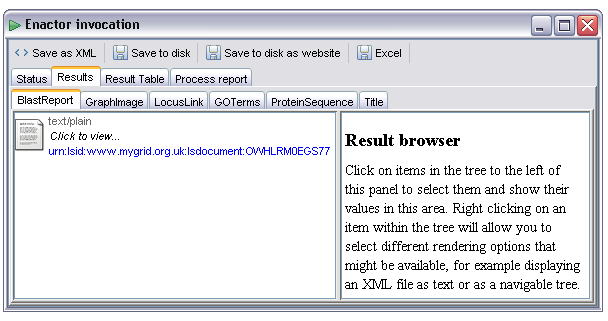 Enactor invocation
Save as XML Save to disk Save to disk as website Excel
Status Results Result Table Process report
BlastReport GraphImage LocusLink GOTerms ProteinSequence Title
text/plain
Click to view...
urn:lsid:www.mygrid.org.uk:lsdocument:OWHLRM0EGS77
Result browser
Click on items in the tree to the left of
this panel to select them and show their
values in this area. Right clicking on an
item within the tree will allow you to
select different rendering options that
might be available, for example displaying
an XML file as text or as a navigable tree.